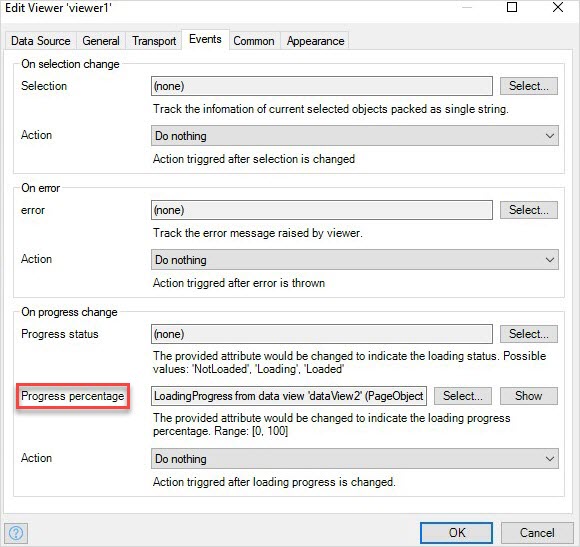 Edit Viewer 'viewer1'
Data Source General Transport Events Common Appearance
On selection change
Selection (none) Select...
Track the infomation of current selected objects packed as single string.
Action Do nothing
Action triggred after selection is changed
On error
error (none) Select...
Track the error message raised by viewer.
Action Do nothing
Action trigged after error is thrown
On progress change
Progress status (none) Select...
The provided attribute would be changed to indicate the loading status. Possible
values: 'NotLoaded', 'Loading', 'Loaded'
Progress percentage LoadingProgress from data view 'dataView2' (PageObject Select... Show
The provided attribute would be changed to indicate the loading progress
percentage. Range: [0, 100]
Action Do nothing
Action triggred after loading progress is changed.
? OK Cancel